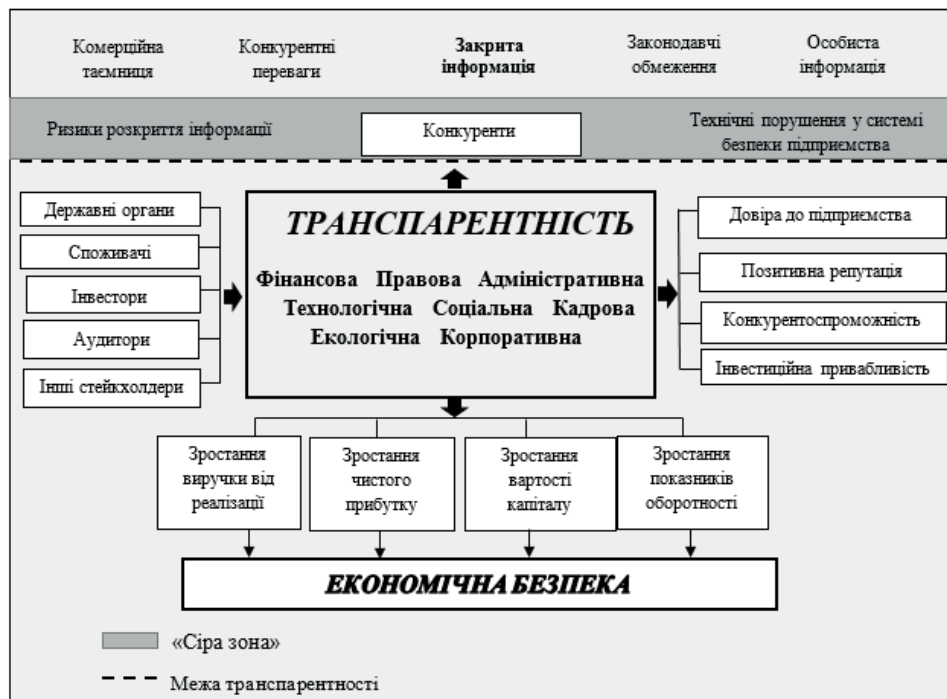 Комерційна
таємниця
Конкурентні
переваги
Закрита
інформація
Законодавчі
обмеження
Особиста
інформація
Ризики розкриття інформації
Конкуренти
Технічні порушення у системі
безпеки підприємства
Державні органи
Споживачі
Інвестори
Аудитори
Інші стейкхолдери
ТРАНСПАРЕНТНІСТЬ
Фінансова Правова Адміністративна
Технологічна Соціальна Кадрова
Екологічна Корпоративна
Довіра до підприємства
Позитивна репутація
Конкурентоспроможність
Інвестиційна привабливість
Зростання
виручки від
реалізації
Зростання
чистого
прибутку
Зростання
вартості
капіталу
Зростання
показників
оборотності
ЕКОНОМІЧНА БЕЗПЕКА
«Сіра зона»
Межа транспарентності